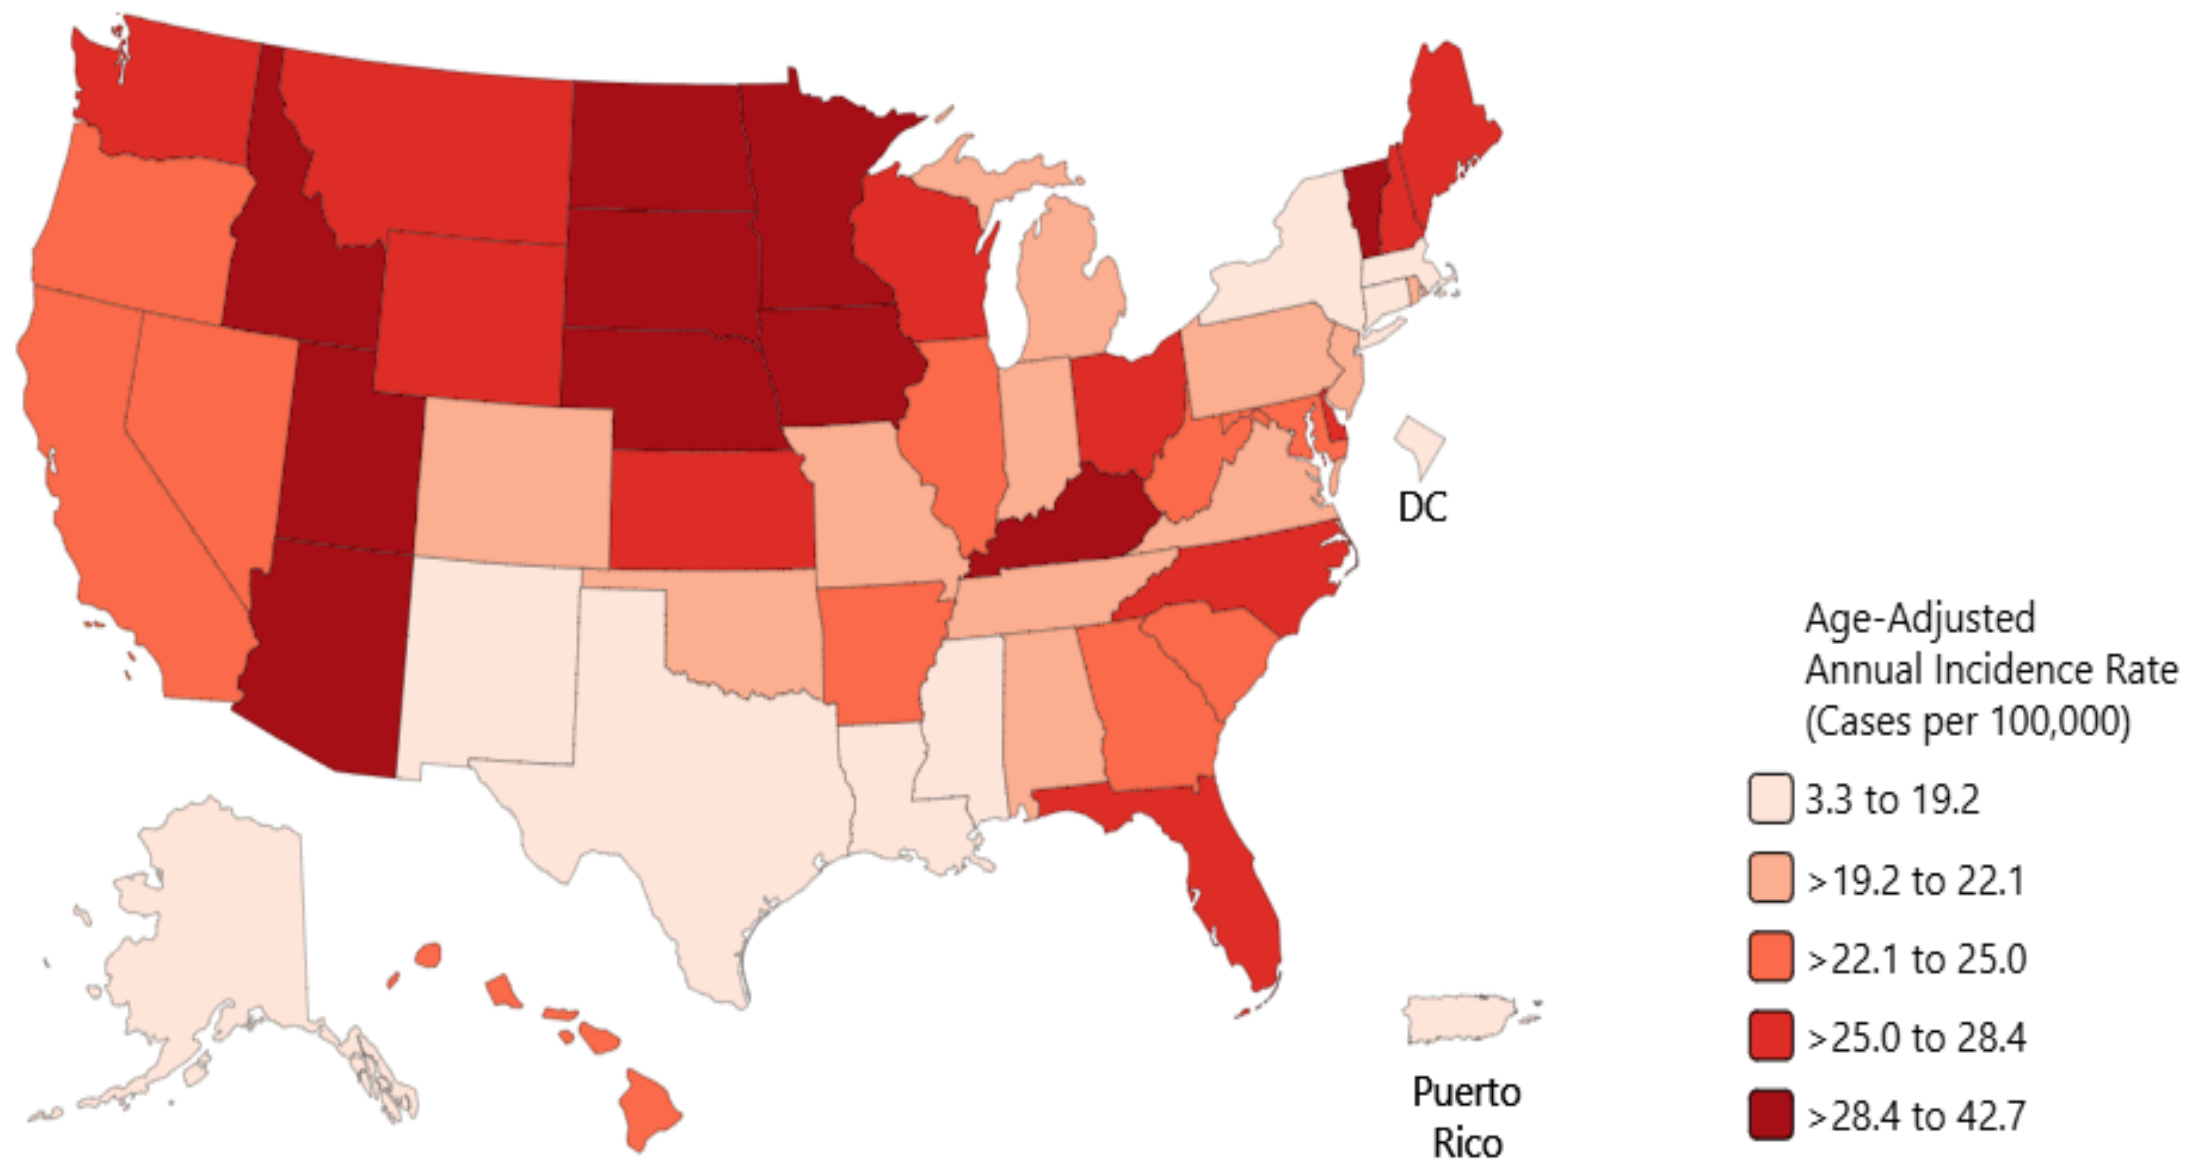 DC
Age-Adjusted
Annual Incidence Rate
(Cases per 100,000)
3.3 to 19.2
>19.2 to 22.1
>22.1 to 25.0
>25.0 to 28.4
>28.4 to 42.7
Puerto
Rico